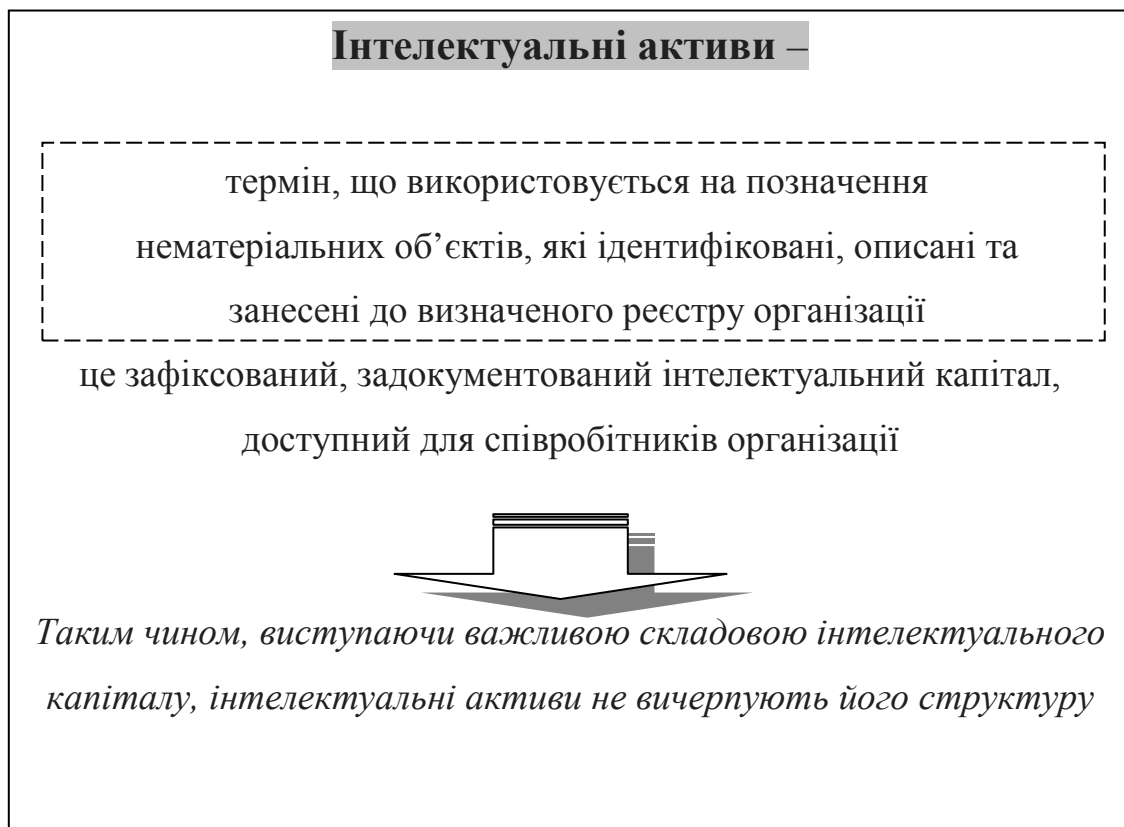 Інтелектуальні активи –
термін, що використовується на позначення
нематеріальних об’єктів, які ідентифіковані, описані та
занесені до визначеного реєстру організації
це зафіксований, задокументований інтелектуальний капітал,
доступний для співробітників організації
Таким чином, виступаючи важливою складовою інтелектуального
капіталу, інтелектуальні активи не вичерпують його структуру